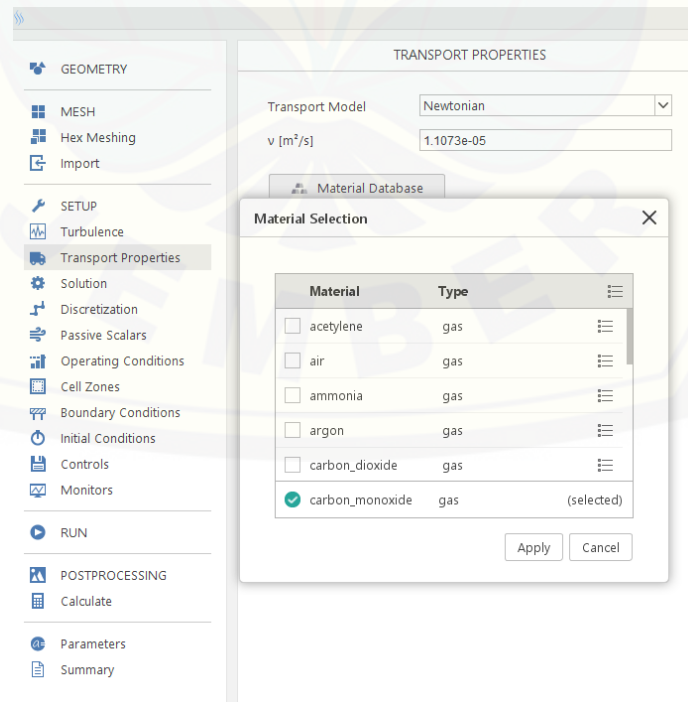 TRANSPORT PROPERTIES
GEOMETRY
MESH
Hex Meshing
Import
SETUP
Turbulence
Transport Properties
Solution
Discretization
Passive Scalars
Operating Conditions
Cell Zones
Boundary Conditions
Initial Conditions
Controls
Monitors
RUN
POSTPROCESSING
Calculate
Parameters
Summary
Transport Model Newtonian
ν [m²/s] 1.1073e-05
Material Database
Material Selection
Material Type
acetylene gas
air gas
ammonia gas
argon gas
carbon_dioxide gas
carbon_monoxide gas (selected)
Apply Cancel